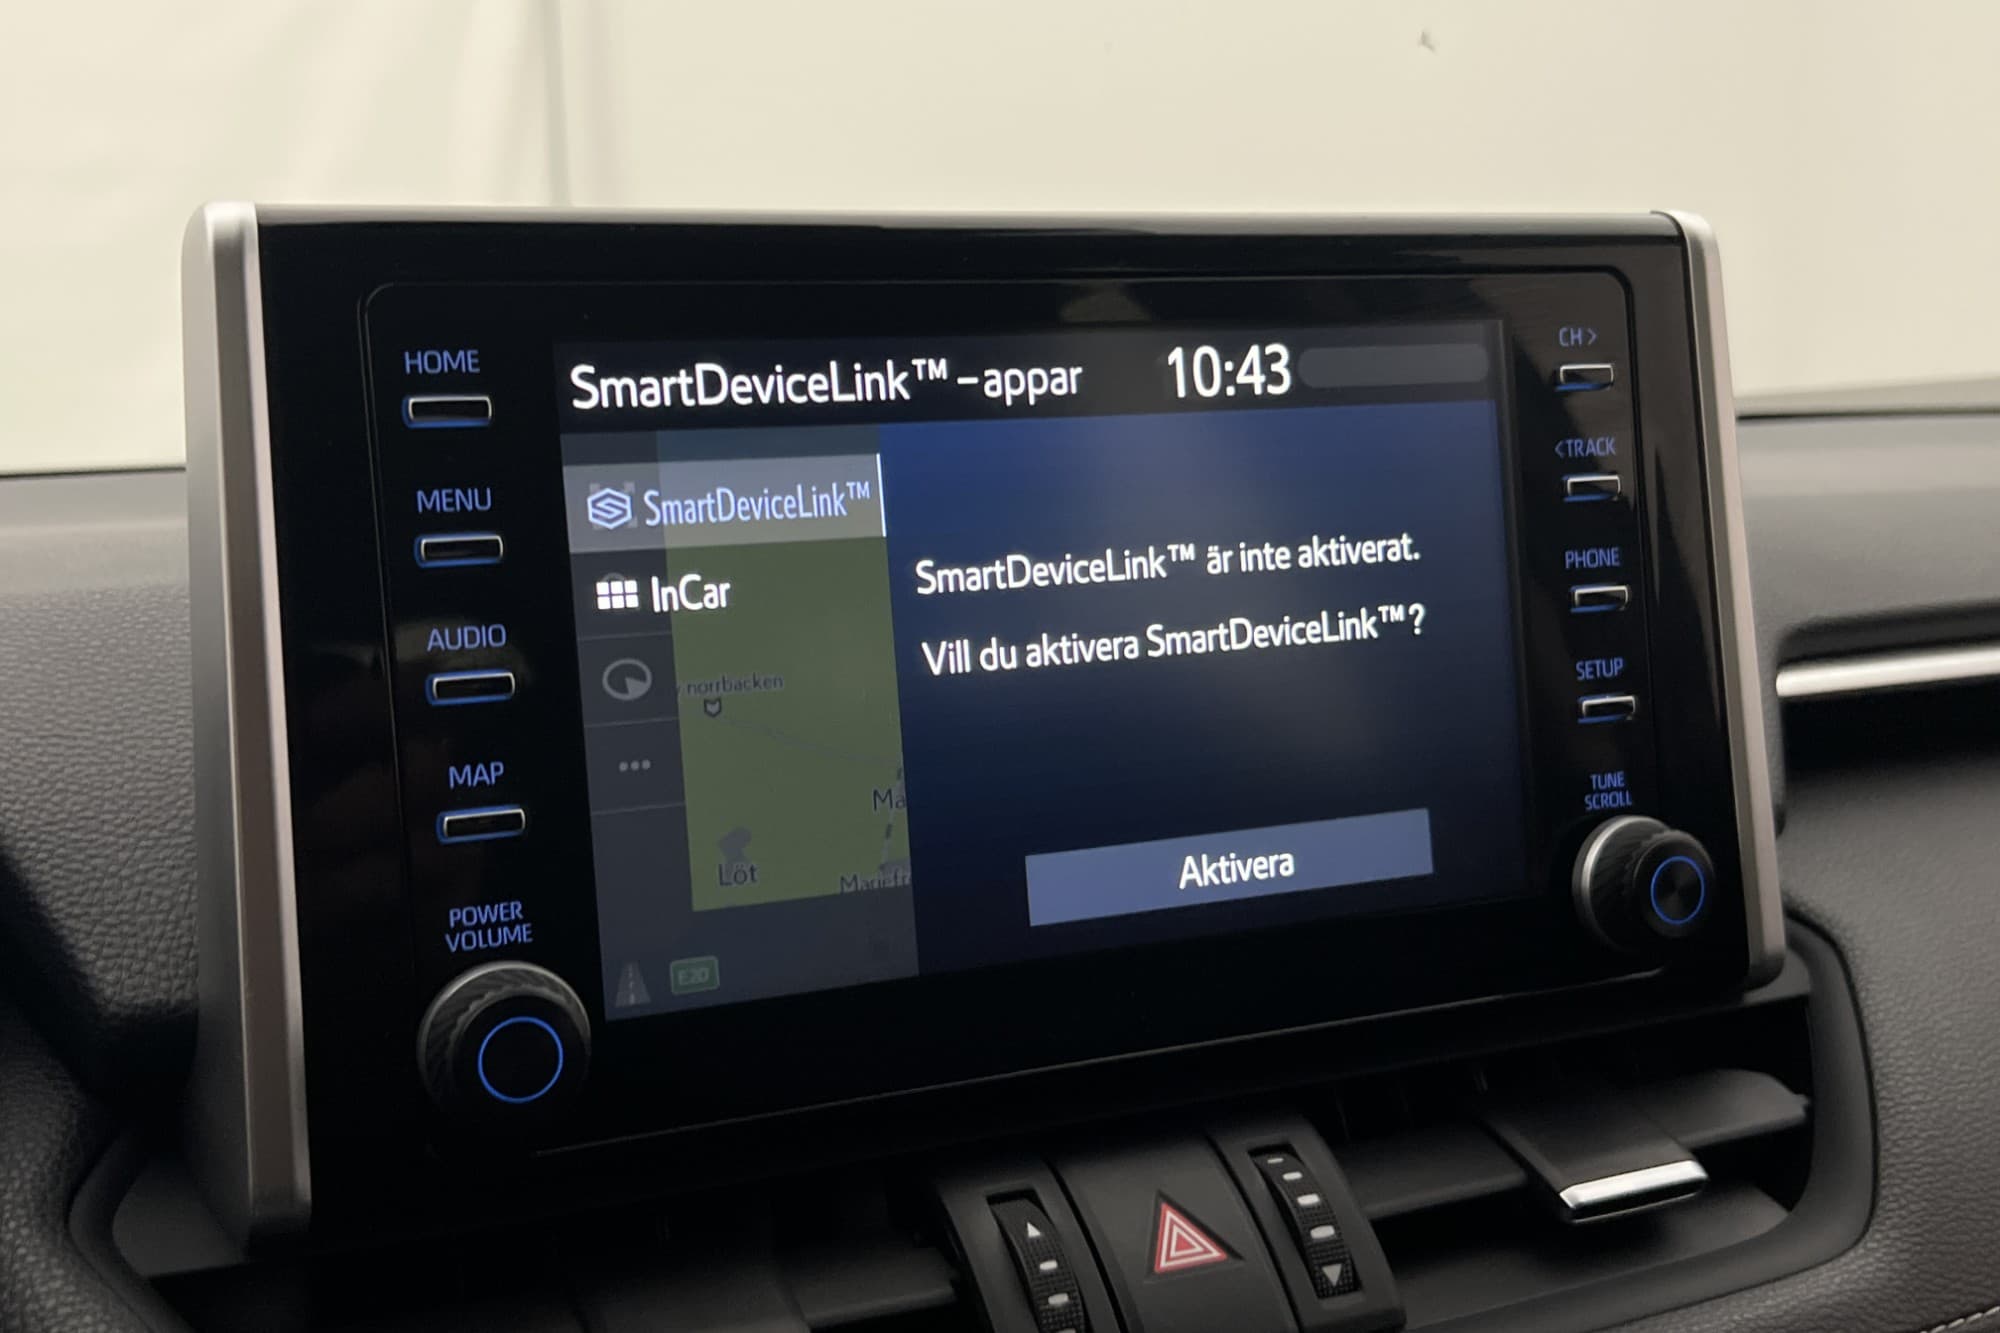 HOME
MENU
AUDIO
MAP
POWER
VOLUME
SmartDeviceLink™ -appar
10:43
SmartDeviceLink™
InCar
norrbacken
Löt
E20
SmartDeviceLink™ är inte aktiverat.
Vill du aktivera SmartDeviceLink™?
Aktivera
CH>
<TRACK
PHONE
SETUP
TUNE
SCROLL